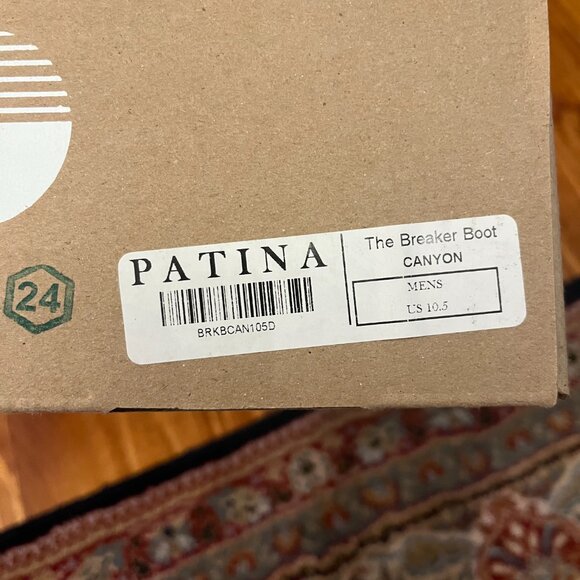 24
PATINA
BRKBCAN105D
The Breaker Boot
CANYON
MENS
US 10.5